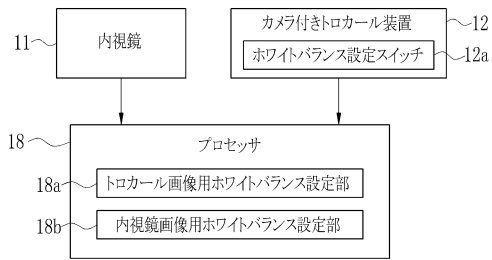 11
内視鏡
カメラ付きトロカール装置
12
ホワイトバランス設定スイッチ
12a
18
プロセッサ
18a
トロカール画像用ホワイトバランス設定部
18b
内視鏡画像用ホワイトバランス設定部